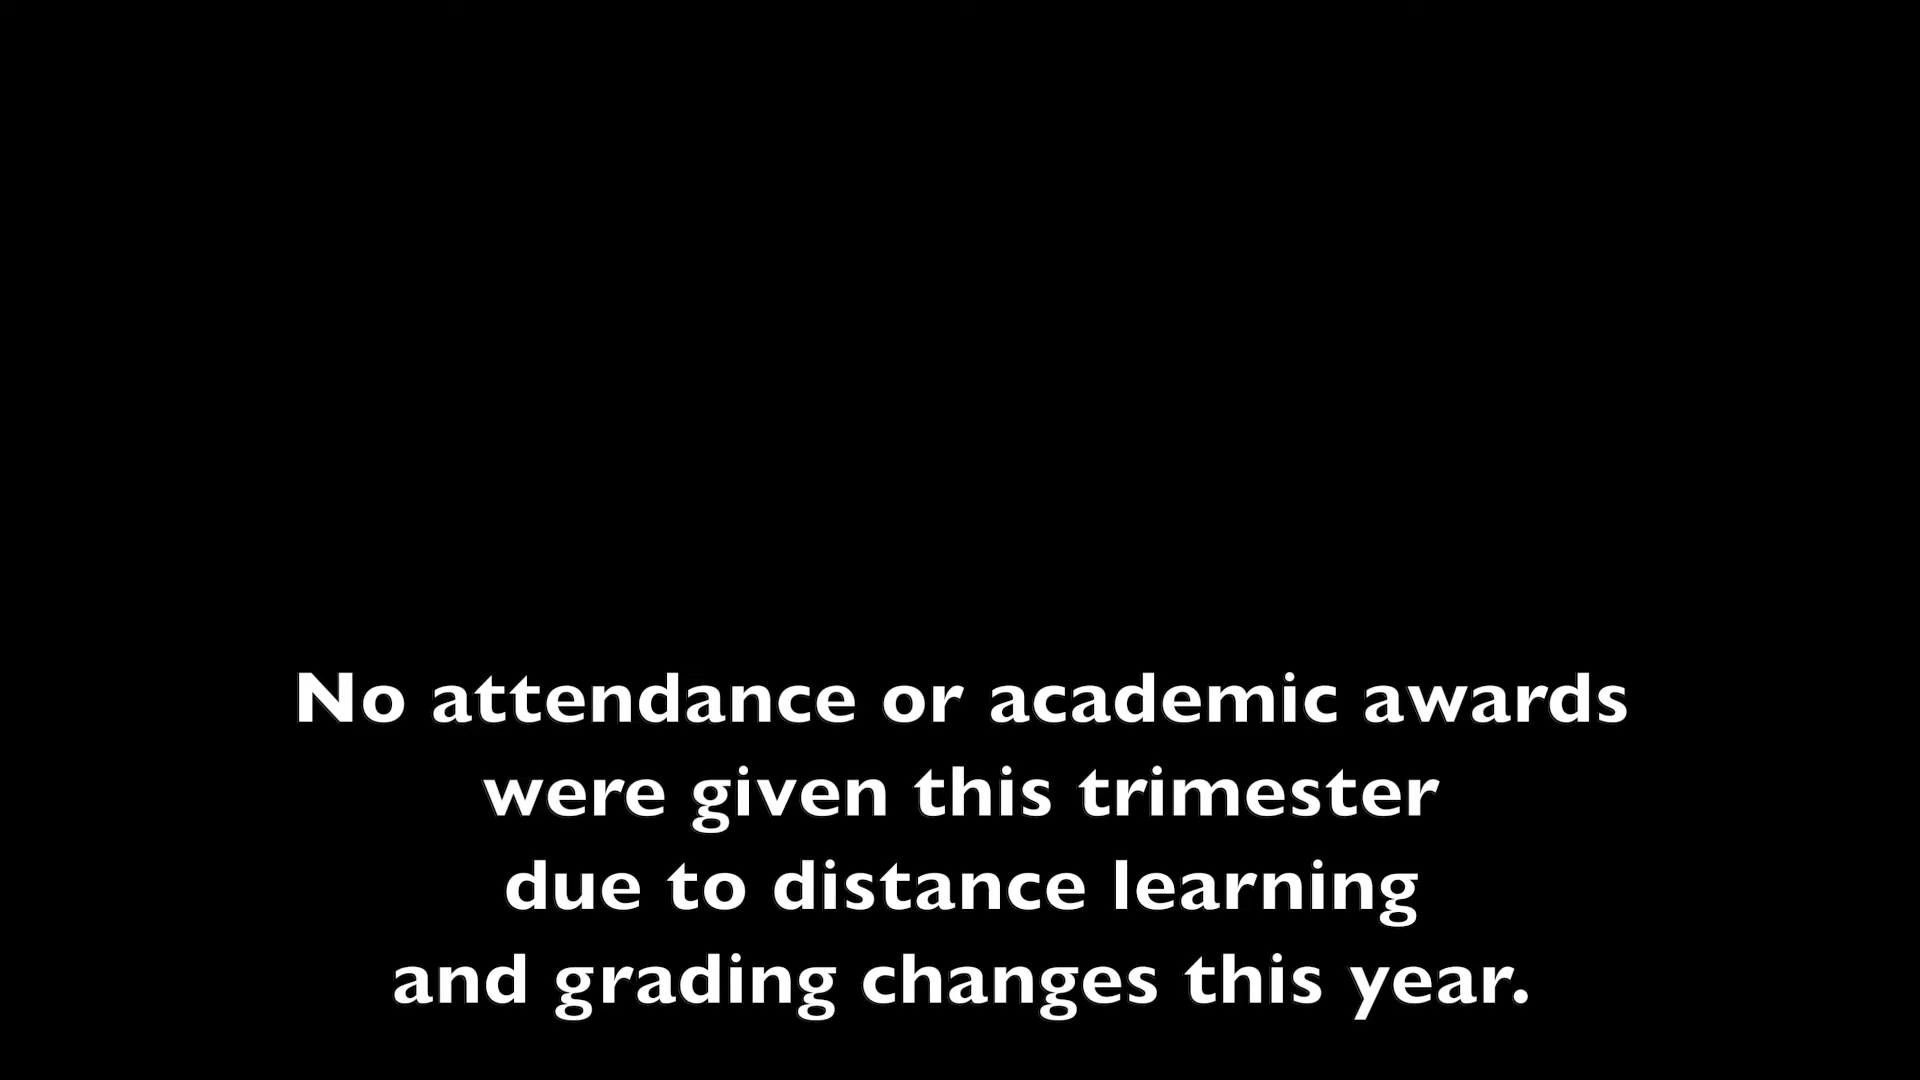 No attendance or academic awards
were given this trimester
due to distance learning
and grading changes this year.